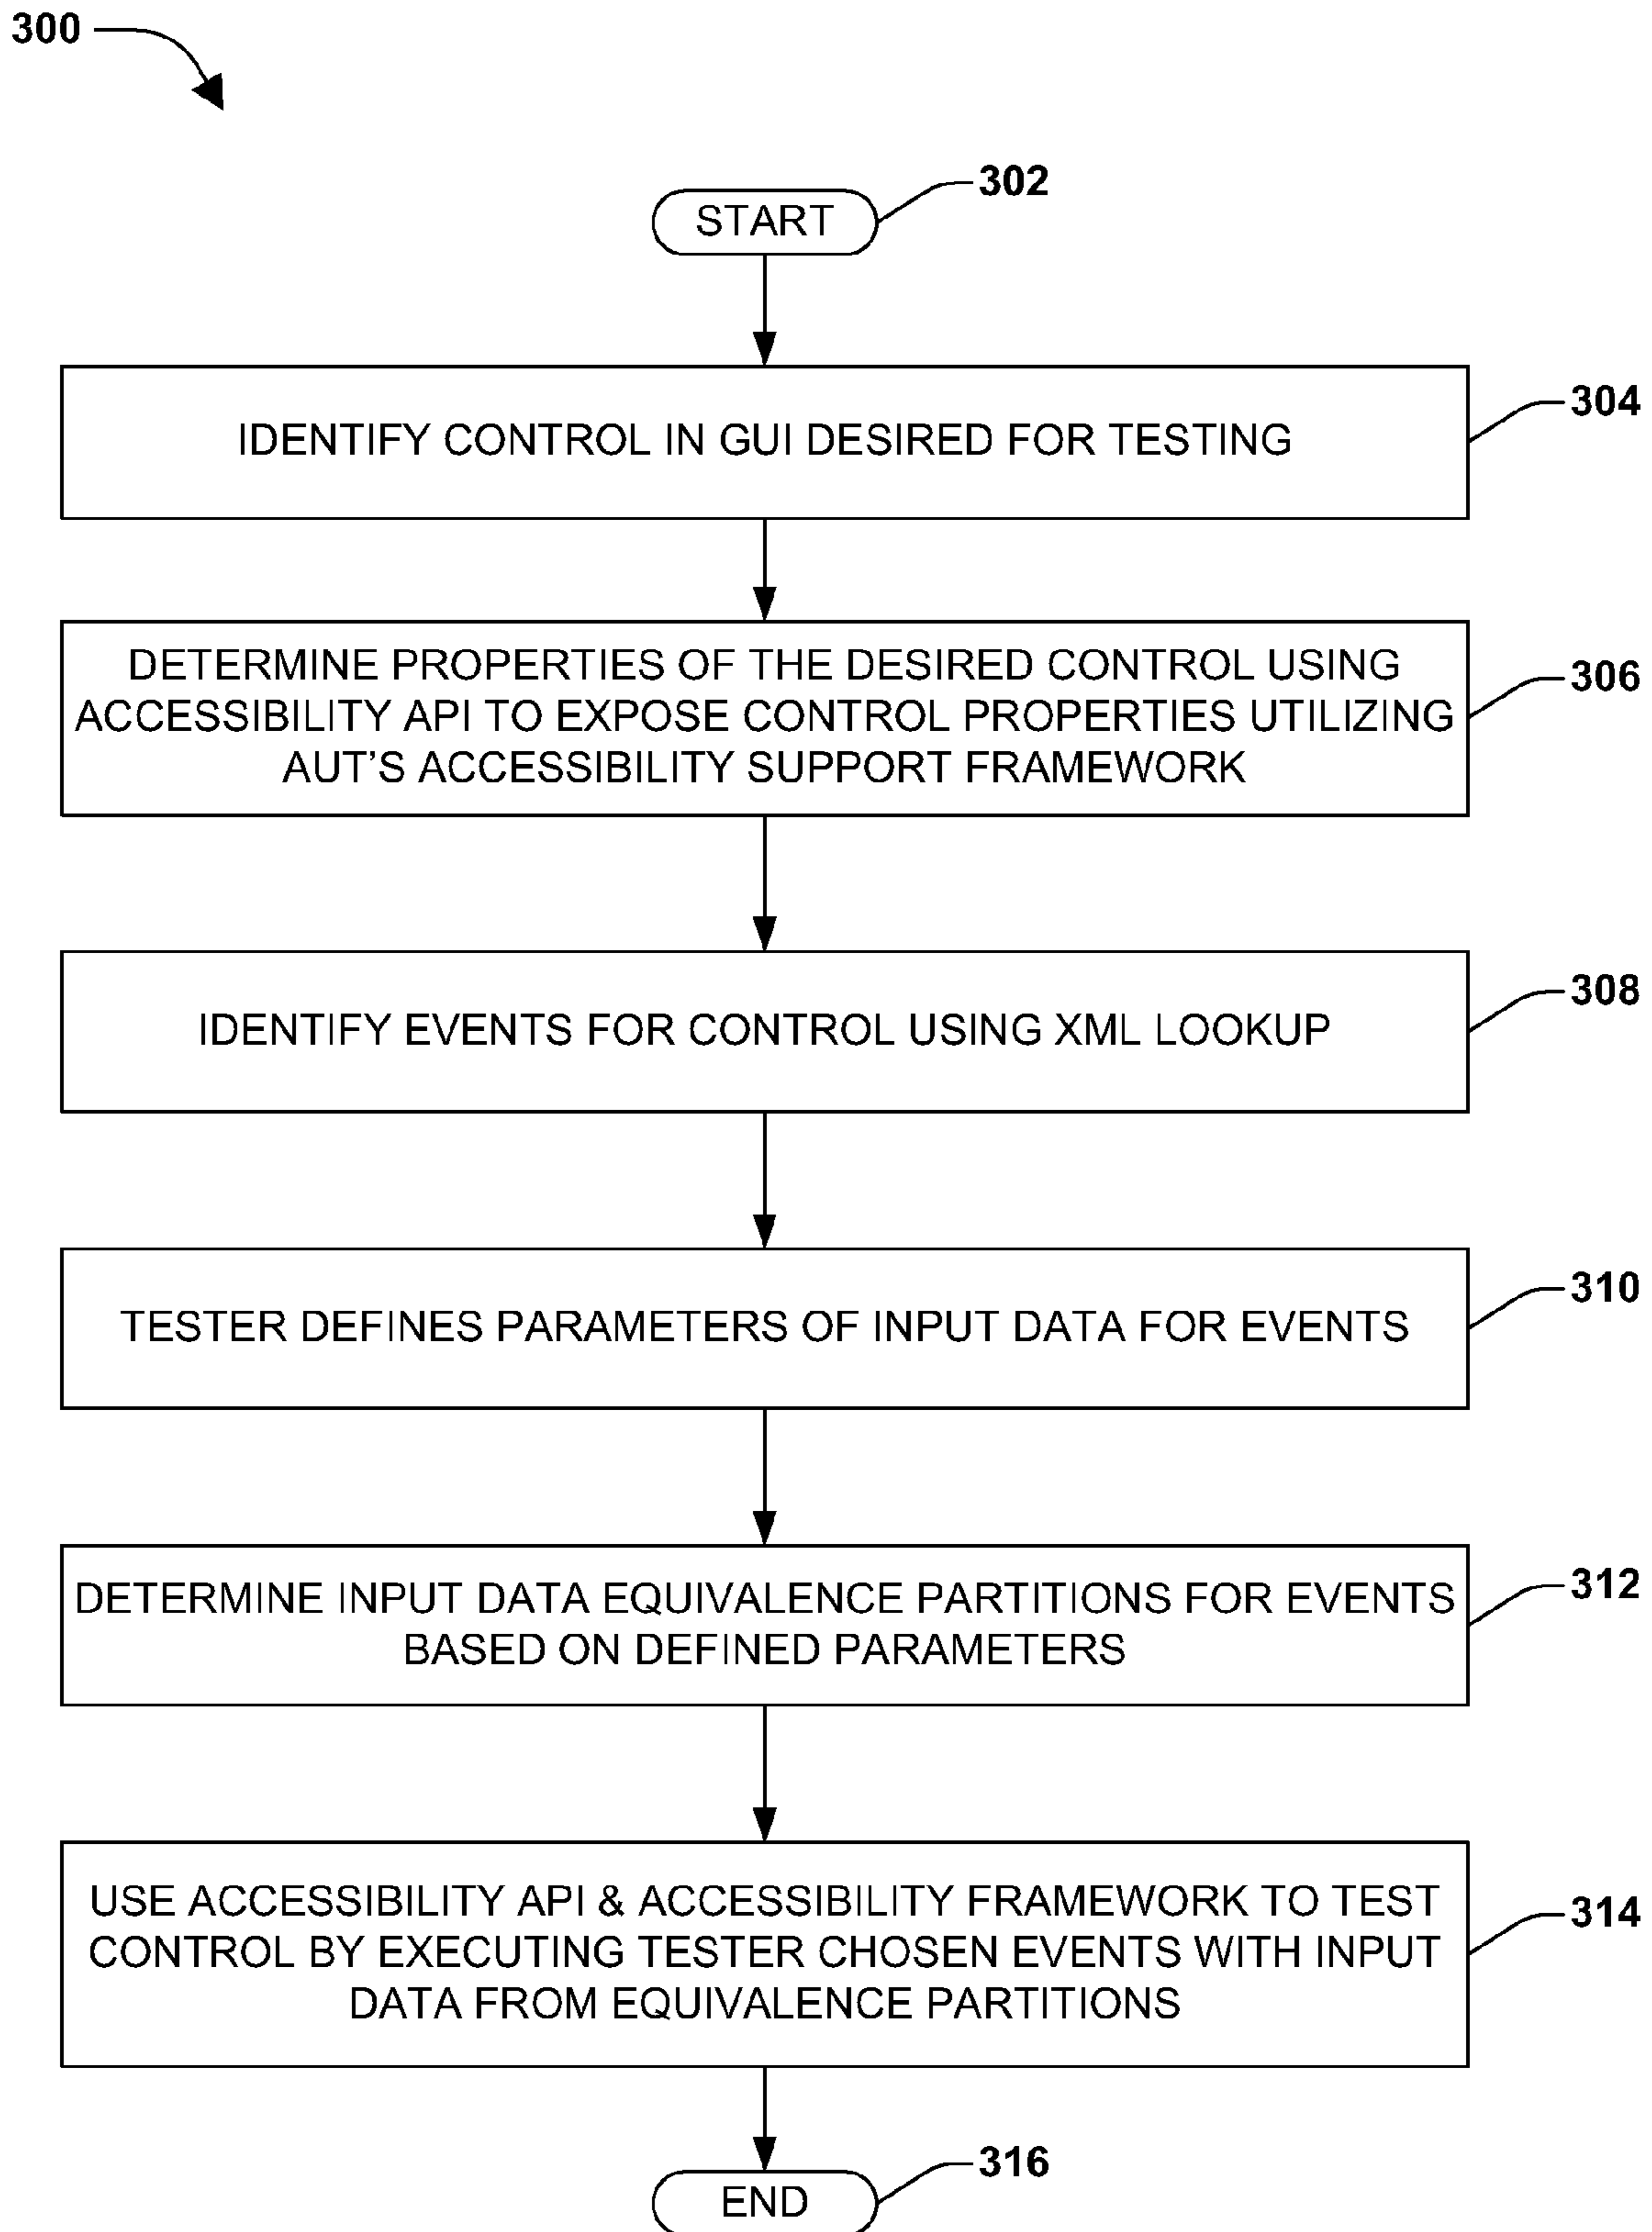 300
302
START
304
IDENTIFY CONTROL IN GUI DESIRED FOR TESTING
306
DETERMINE PROPERTIES OF THE DESIRED CONTROL USING
ACCESSIBILITY API TO EXPOSE CONTROL PROPERTIES UTILIZING
AUT'S ACCESSIBILITY SUPPORT FRAMEWORK
308
IDENTIFY EVENTS FOR CONTROL USING XML LOOKUP
310
TESTER DEFINES PARAMETERS OF INPUT DATA FOR EVENTS
312
DETERMINE INPUT DATA EQUIVALENCE PARTITIONS FOR EVENTS
BASED ON DEFINED PARAMETERS
314
USE ACCESSIBILITY API & ACCESSIBILITY FRAMEWORK TO TEST
CONTROL BY EXECUTING TESTER CHOSEN EVENTS WITH INPUT
DATA FROM EQUIVALENCE PARTITIONS
316
END